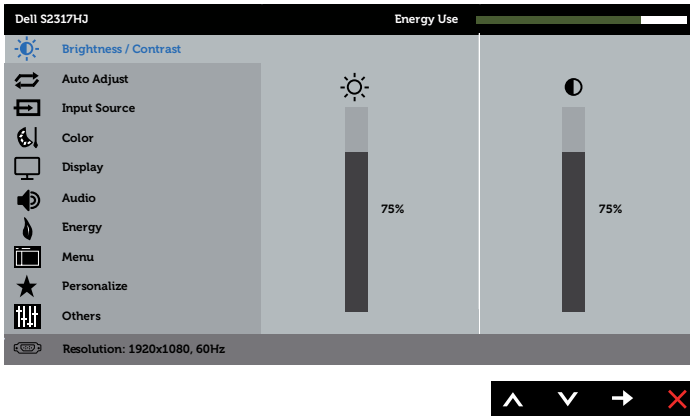 Dell S2317HJ Energy Use
Brightness / Contrast
Auto Adjust
Input Source
Color
Display
Audio
75% 75%
Energy
Menu
Personalize
Others
Resolution: 1920x1080, 60Hz